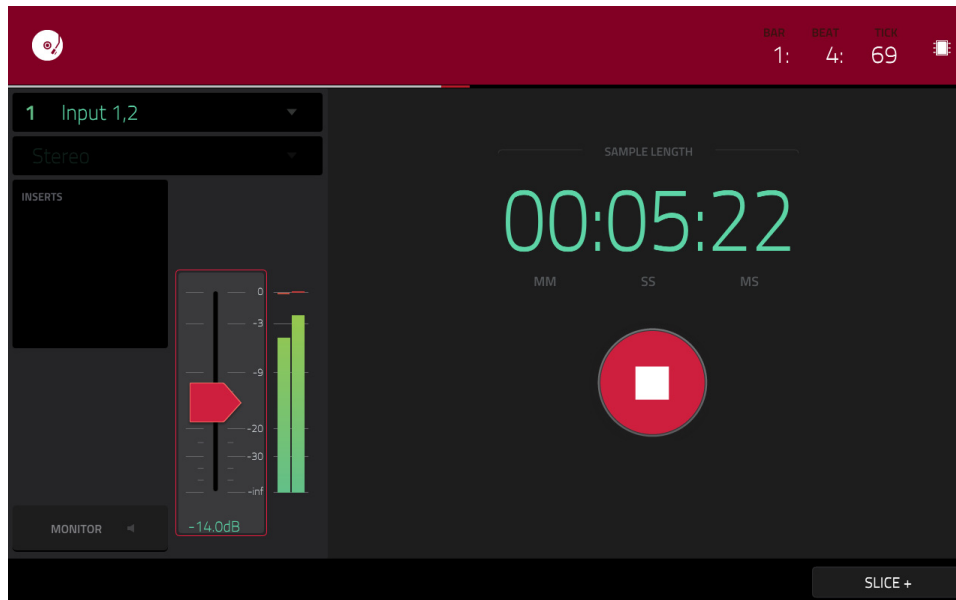 BAR BEAT TICK
1: 4: 69
1 Input 1,2
Stereo
SAMPLE LENGTH
00:05:22
MM SS MS
INSERTS
0
-3
-9
-20
-30
-inf
-14.0dB
MONITOR
SLICE +